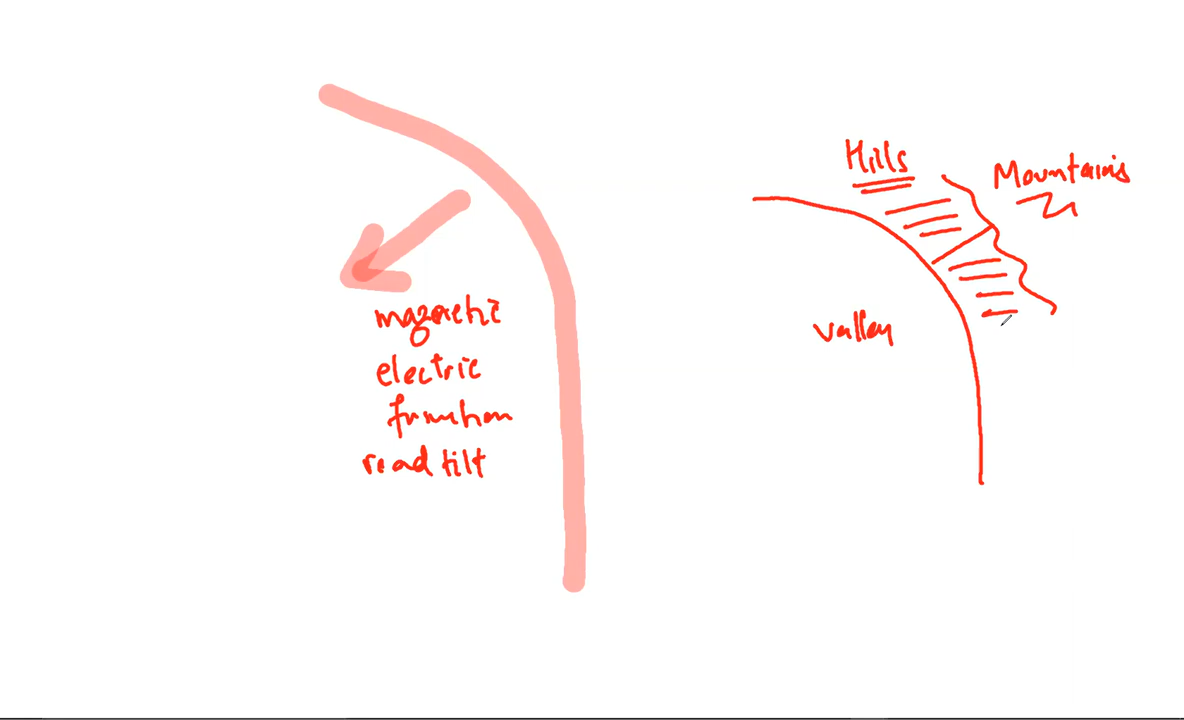 Hills
Mountains
valley
magnetic
electric
friction
road tilt